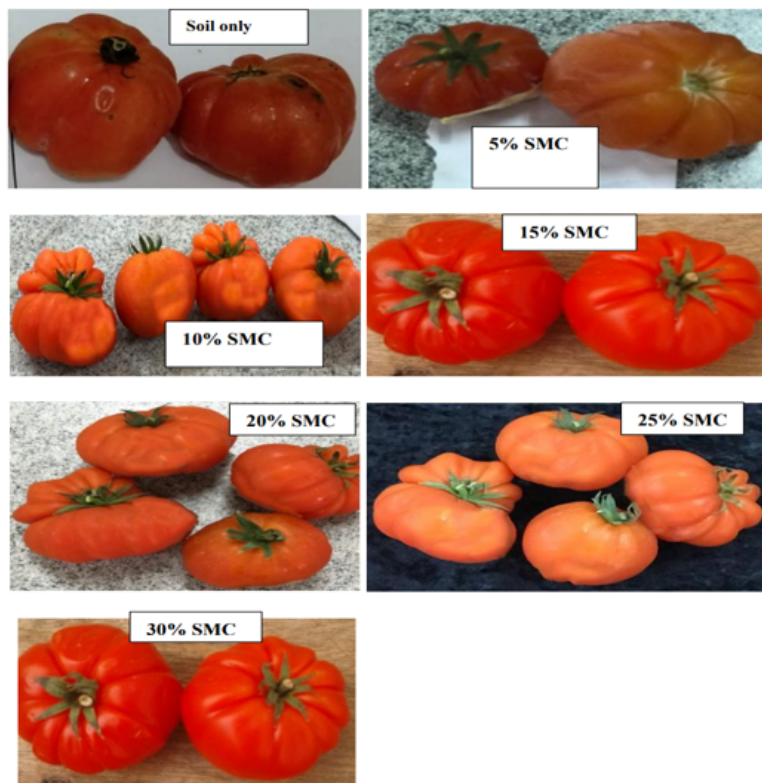 Soil only
5% SMC
10% SMC
15% SMC
20% SMC
25% SMC
30% SMC